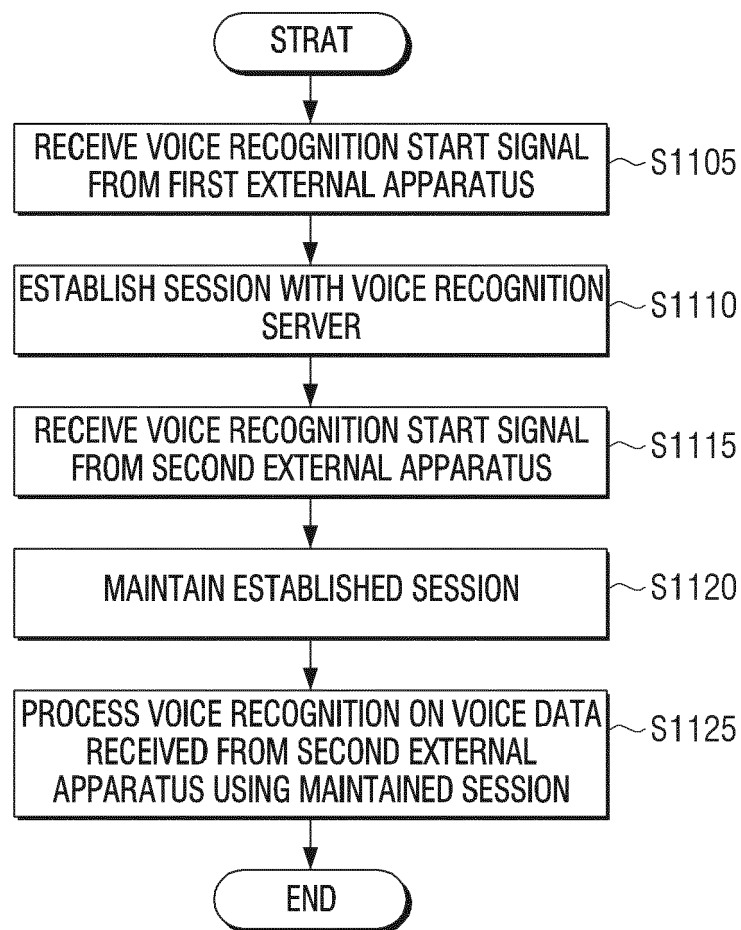 STRAT
RECEIVE VOICE RECOGNITION START SIGNAL
FROM FIRST EXTERNAL APPARATUS
S1105
ESTABLISH SESSION WITH VOICE RECOGNITION
SERVER
S1110
RECEIVE VOICE RECOGNITION START SIGNAL
FROM SECOND EXTERNAL APPARATUS
S1115
MAINTAIN ESTABLISHED SESSION
S1120
PROCESS VOICE RECOGNITION ON VOICE DATA
RECEIVED FROM SECOND EXTERNAL
APPARATUS USING MAINTAINED SESSION
S1125
END